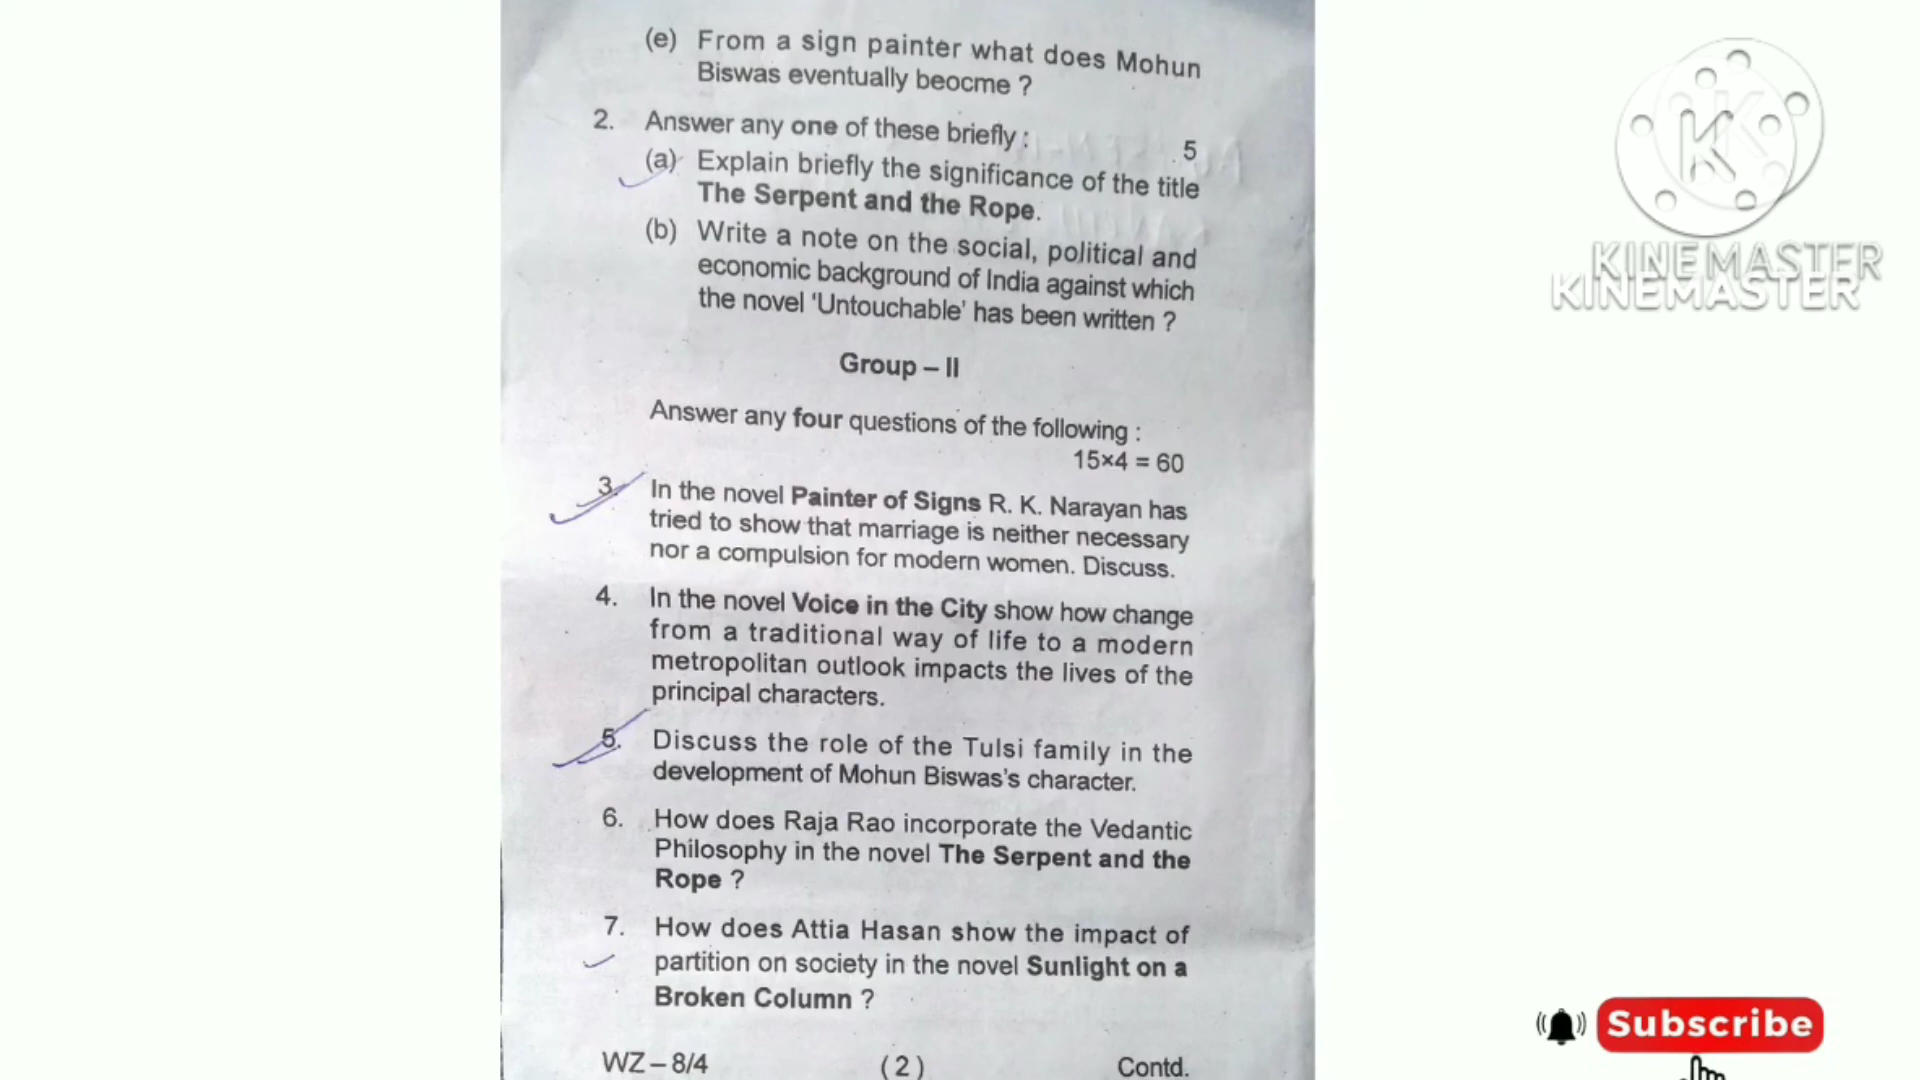 (e) From a sign painter what does Mohun
Biswas eventually beocme ?
2. Answer any one of these briefly : 5
(a) Explain briefly the significance of the title
The Serpent and the Rope.
(b) Write a note on the social, political and
economic background of India against which
the novel 'Untouchable' has been written ?
Group – II
Answer any four questions of the following :
15×4 = 60
3. In the novel Painter of Signs R. K. Narayan has
tried to show that marriage is neither necessary
nor a compulsion for modern women. Discuss.
4. In the novel Voice in the City show how change
from a traditional way of life to a modern
metropolitan outlook impacts the lives of the
principal characters.
5. Discuss the role of the Tulsi family in the
development of Mohun Biswas's character.
6. How does Raja Rao incorporate the Vedantic
Philosophy in the novel The Serpent and the
Rope ?
7. How does Attia Hasan show the impact of
partition on society in the novel Sunlight on a
Broken Column ?
WZ – 8/4 (2) Contd.
KINEMASTER
KINEMASTER
Subscribe